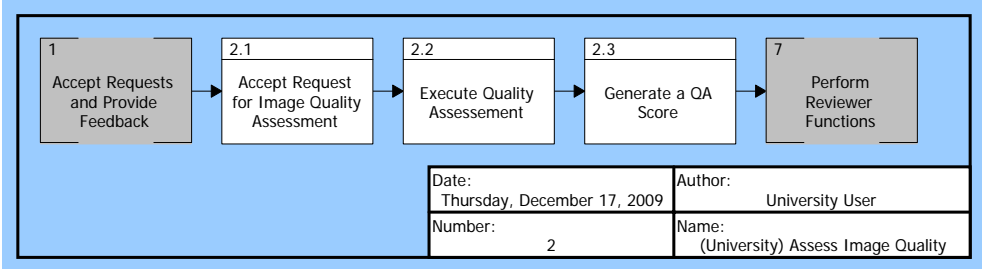 1
Accept Requests
and Provide
Feedback
2.1
Accept Request
for Image Quality
Assessment
2.2
Execute Quality
Assessement
2.3
Generate a QA
Score
7
Perform
Reviewer
Functions
Date:
Thursday, December 17, 2009
Author:
University User
Number:
2
Name:
(University) Assess Image Quality